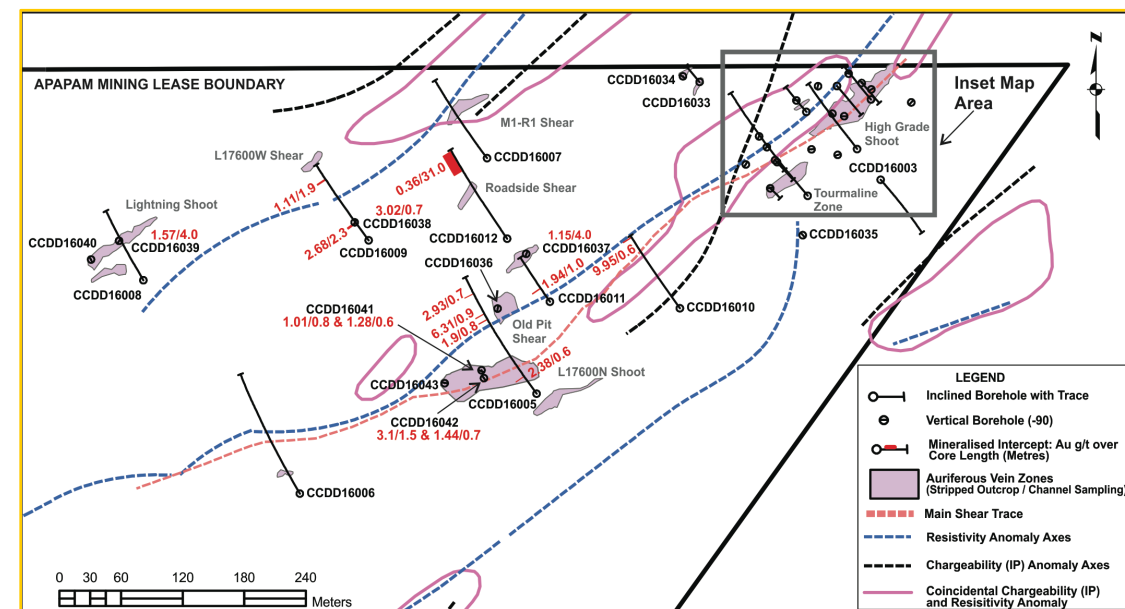 APAPAM MINING LEASE BOUNDARY
CCDD16034
CCDD16033
Inset Map
Area
N
M1-R1 Shear
High Grade
Shoot
L17600W Shear
CCDD16007
CCDD16003
0.36/31.0
Roadside Shear
1.11/1.9
Tourmaline
Zone
Lightning Shoot
3.02/0.7
CCDD16038
1.57/4.0
CCDD16040
CCDD16039
2.68/2.3
CCDD16009
CCDD16012
1.15/4.0
CCDD16037
CCDD16035
CCDD16036
9.95/0.6
1.94/1.0
CCDD16008
CCDD16011
CCDD16010
CCDD16041
1.01/0.8 & 1.28/0.6
2.93/0.7
6.31/0.9
1.9/0.8
Old Pit
Shear
2.38/0.6
L17600N Shoot
CCDD16043
CCDD16005
CCDD16042
3.1/1.5 & 1.44/0.7
CCDD16006
LEGEND
Inclined Borehole with Trace
Vertical Borehole (-90)
Mineralised Intercept: Au g/t over
Core Length (Metres)
Auriferous Vein Zones
(Stripped Outcrop / Channel Sampling)
Main Shear Trace
Resistivity Anomaly Axes
Chargeability (IP) Anomaly Axes
Coincidental Chargeability (IP)
and Resitivity Anomaly
0 30 60 120 180 240
Meters